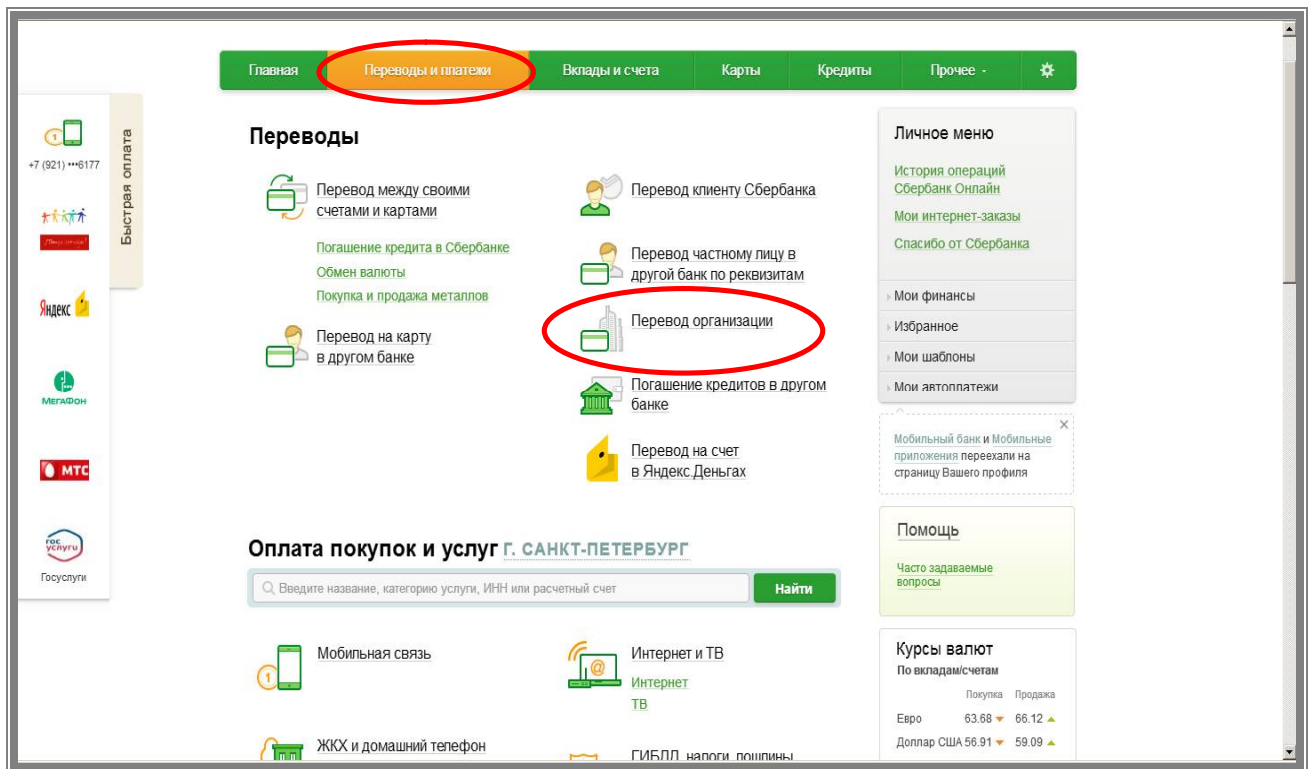 Главная Переводы и платежи Вклады и счета Карты Кредиты Прочее
Быстрая оплата
+7 (921) •••6177
Яндекс
МЕГАФОН
МТС
гос
услуги
Госуслуги
Переводы
Перевод между своими
счетами и картами
Погашение кредита в Сбербанке
Обмен валюты
Покупка и продажа металлов
Перевод на карту
в другом банке
Перевод клиенту Сбербанка
Перевод частному лицу в
другой банк по реквизитам
Перевод организации
Погашение кредитов в другом
банке
Перевод на счет
в Яндекс.Деньгах
Оплата покупок и услуг Г. САНКТ-ПЕТЕРБУРГ
Введите название, категорию услуги, ИНН или расчетный счет
Найти
Мобильная связь
Интернет и ТВ
Интернет
ТВ
ЖКХ и домашний телефон
ГИБДД, налоги, пошлины
Личное меню
История операций
Сбербанк Онлайн
Мои интернет-заказы
Спасибо от Сбербанка
Мои финансы
Избранное
Мои шаблоны
Мои автоплатежи
Мобильный банк и Мобильные
приложения переехали на
страницу Вашего профиля
Помощь
Часто задаваемые
вопросы
Курсы валют
По вкладам/счетам
Покупка Продажа
Евро 63.68 66.12
Доллар США 56.91 59.09